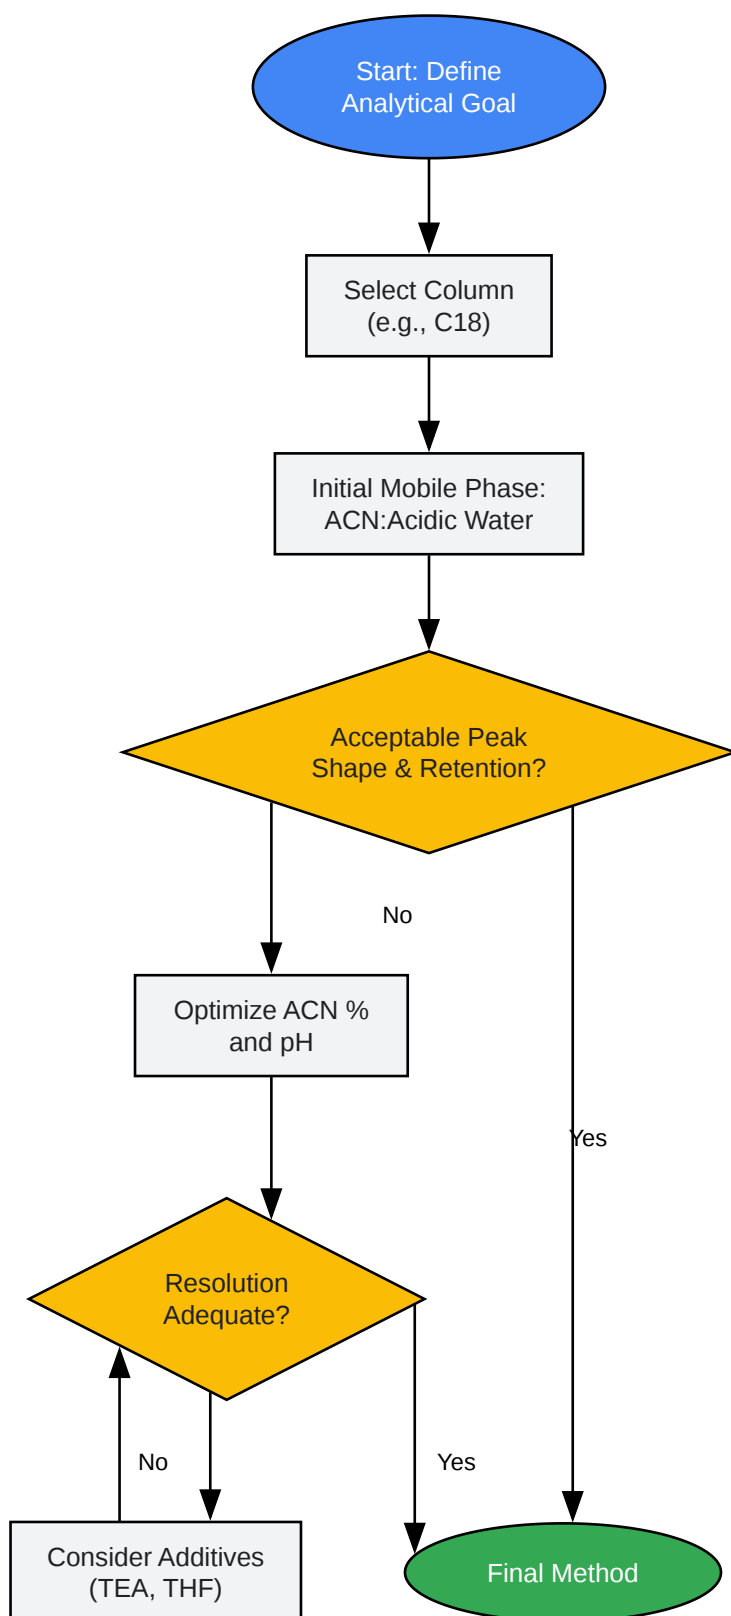 Start: Define
Analytical Goal
Select Column
(e.g., C18)
Initial Mobile Phase:
ACN:Acidic Water
Acceptable Peak
Shape & Retention?
No
Optimize ACN %
and pH
Yes
Resolution
Adequate?
No
Yes
Consider Additives
(TEA, THF)
Final Method